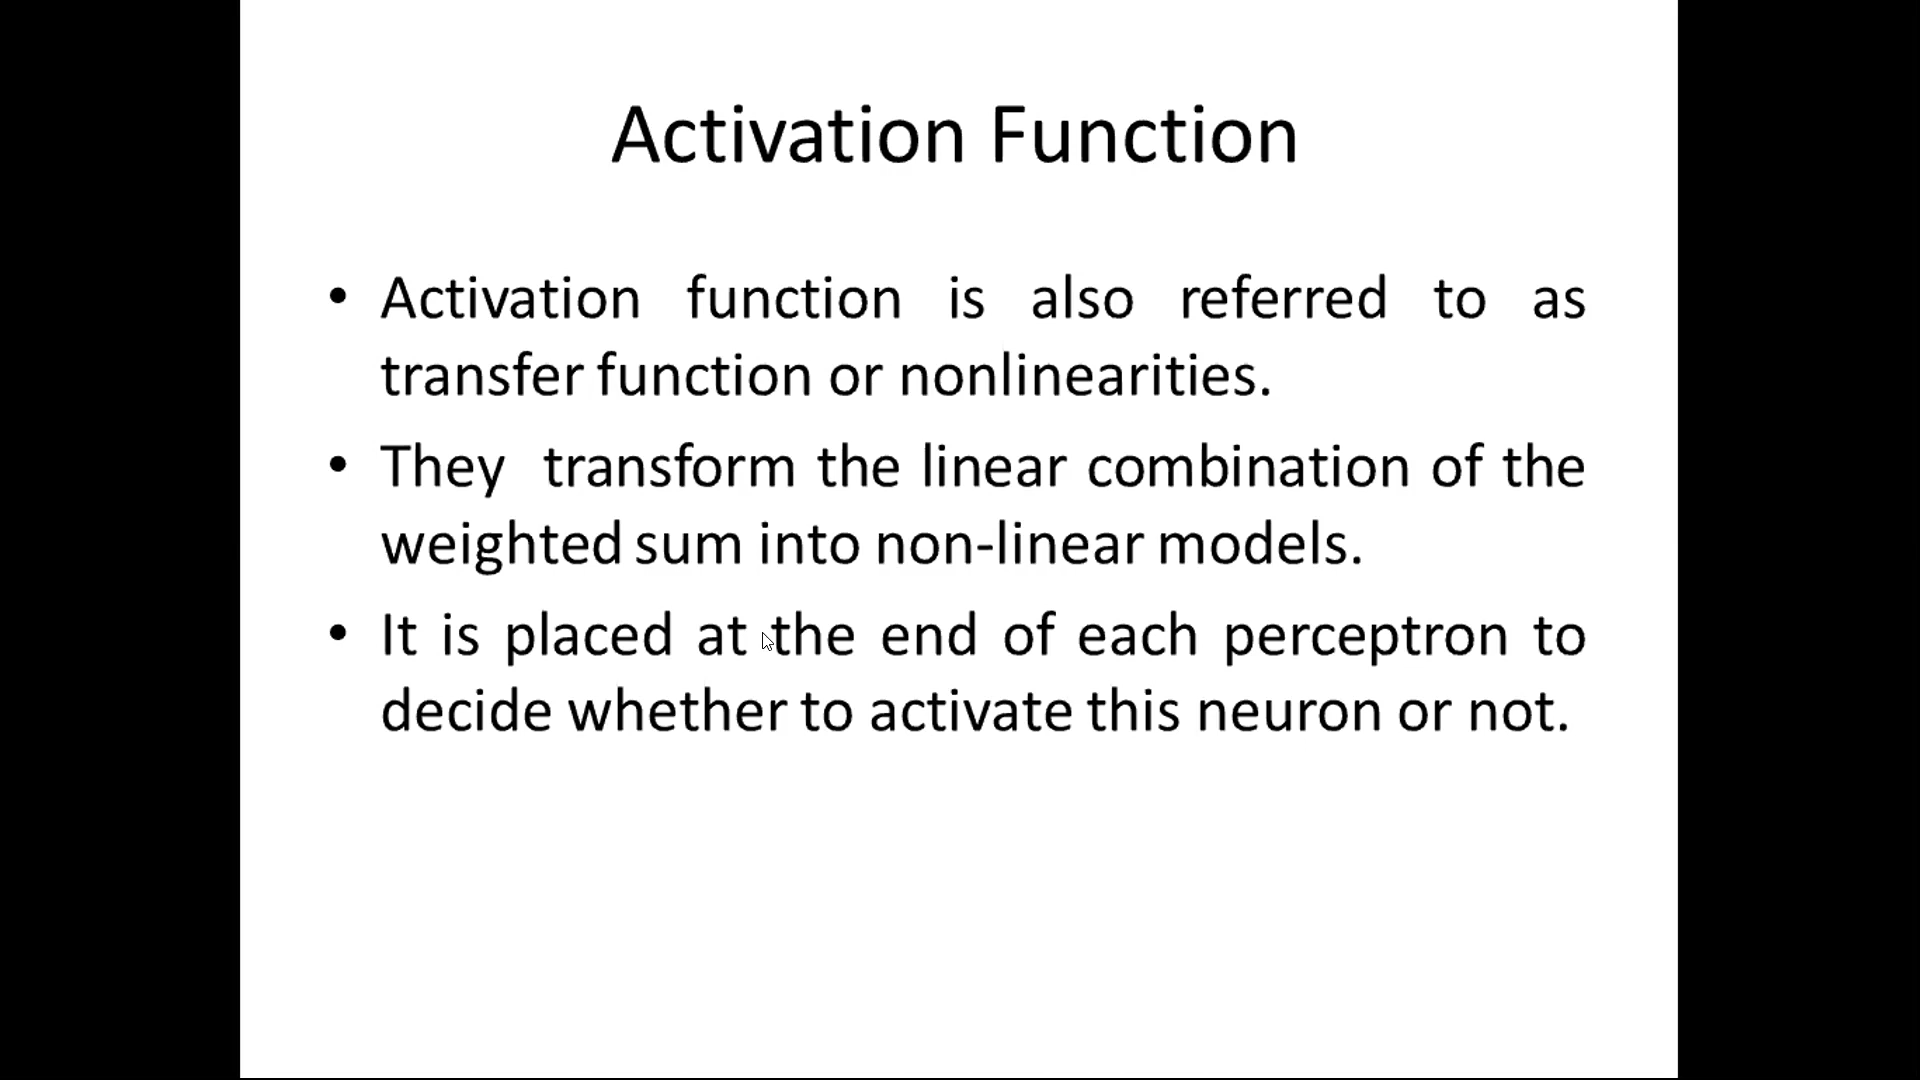 Activation Function
• Activation function is also referred to as
transfer function or nonlinearities.
• They transform the linear combination of the
weighted sum into non-linear models.
• It is placed at the end of each perceptron to
decide whether to activate this neuron or not.